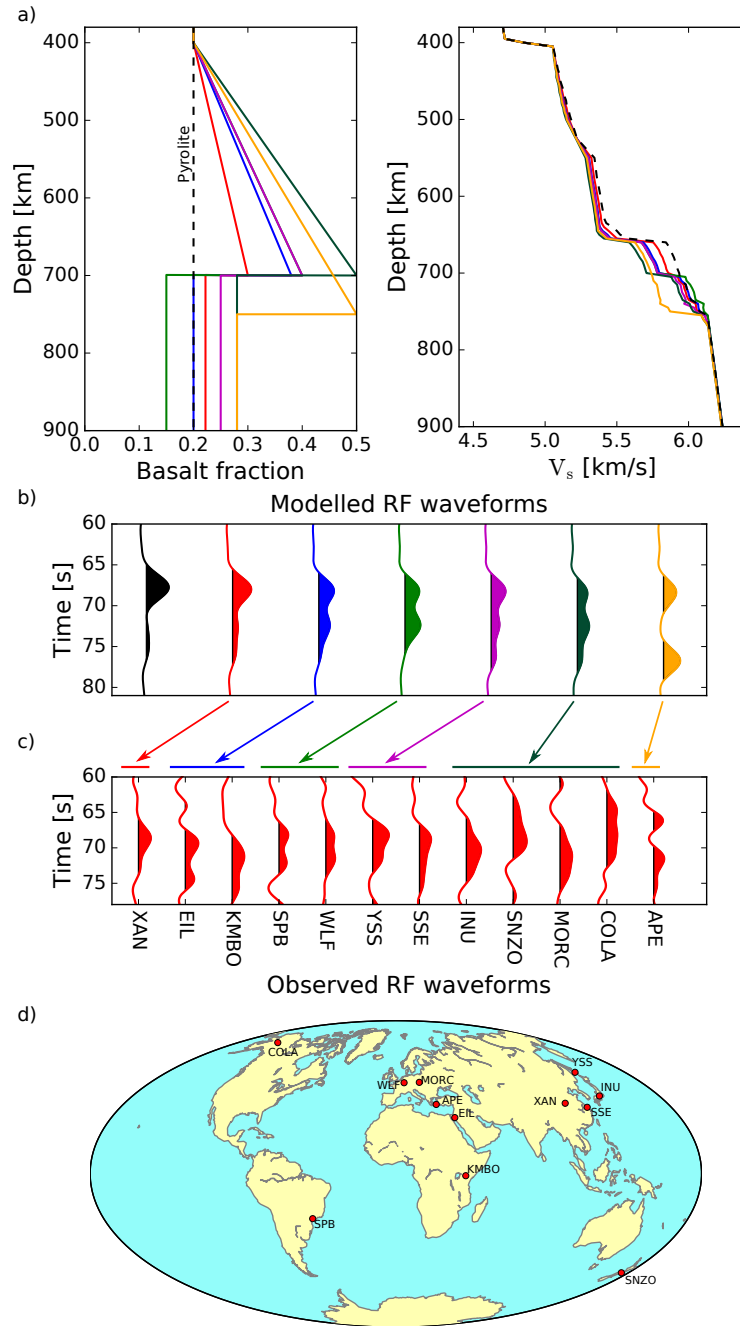 a)
400
500
600
700
800
900
Depth [km]
Pyrolite
0.0 0.1 0.2 0.3 0.4 0.5
Basalt fraction
400
500
600
700
800
900
Depth [km]
4.5 5.0 5.5 6.0
Vs [km/s]
b)
Modelled RF waveforms
60
65
70
75
80
Time [s]
c)
60
65
70
75
Time [s]
XAN EIL KMBO SPB WLF YSS SSE INU SNZO MORC COLA APE
Observed RF waveforms
d)
COLA
YSS
WLF
MORC
INU
APE
XAN
SSE
EIL
KMBO
SPB
SNZO